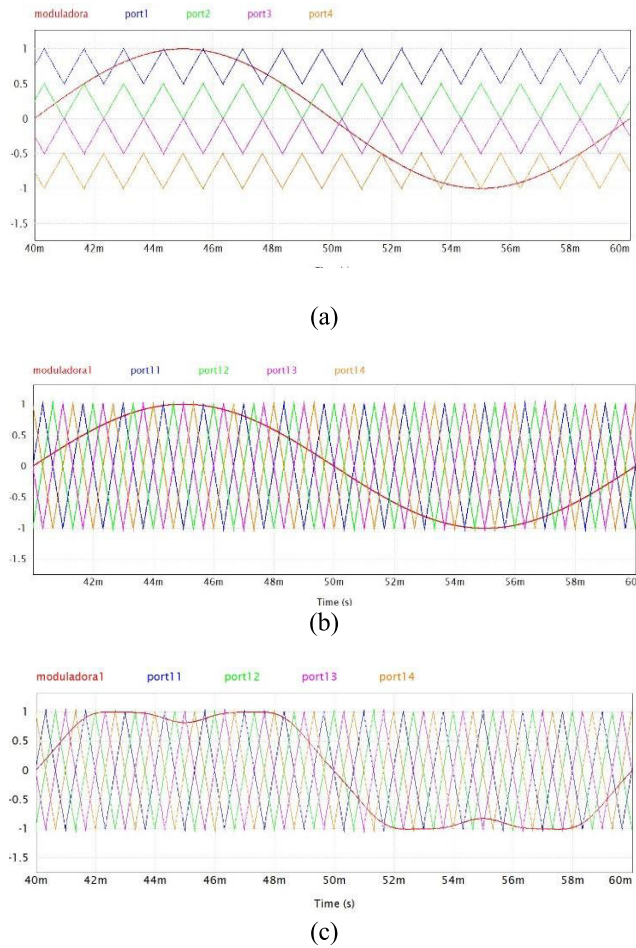 moduladora port1 port2 port3 port4
1
0.5
0
-0.5
-1
-1.5
40m 42m 44m 46m 48m 50m 52m 54m 56m 58m 60m
(a)
moduladora1 port11 port12 port13 port14
1
0.5
0
-0.5
-1
-1.5
42m 44m 46m 48m 50m 52m 54m 56m 58m 60
Time (s)
(b)
moduladora1 port11 port12 port13 port14
1
0.5
0
-0.5
-1
-1.5
40m 42m 44m 46m 48m 50m 52m 54m 56m 58m 60m
Time (s)
(c)